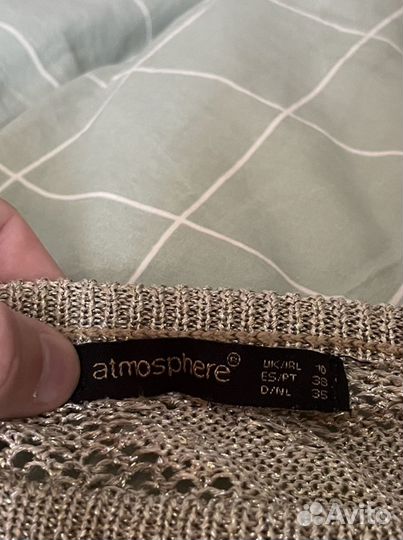 atmosphere®
UK/IRL 10
ES/PT 38
D/NL 36
Avito